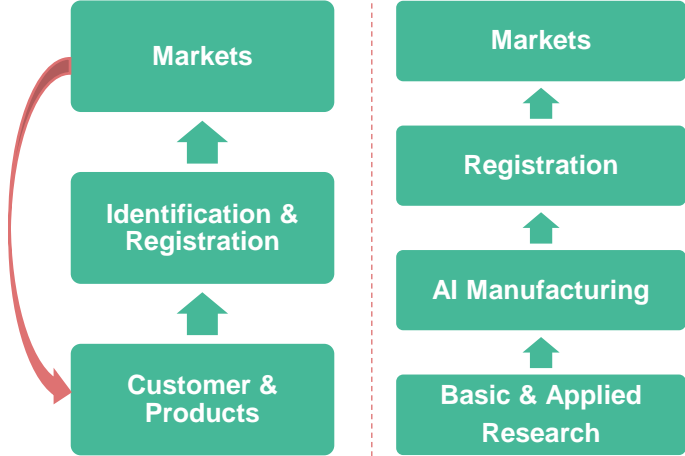 Markets
Identification &
Registration
Customer &
Products
Markets
Registration
AI Manufacturing
Basic & Applied
Research